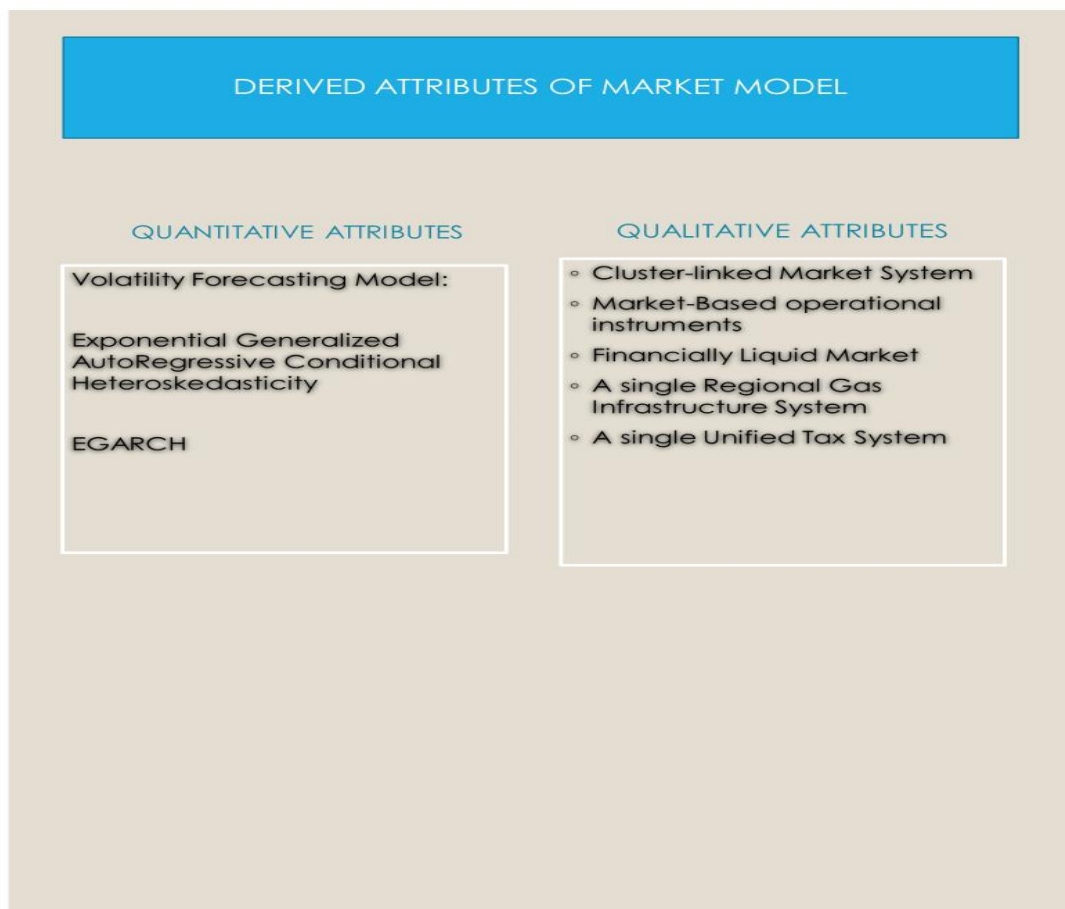 DERIVED ATTRIBUTES OF MARKET MODEL
QUANTITATIVE ATTRIBUTES
Volatility Forecasting Model:
Exponential Generalized
AutoRegressive Conditional
Heteroskedasticity
EGARCH
QUALITATIVE ATTRIBUTES
◦ Cluster-linked Market System
◦ Market-Based operational
instruments
◦ Financially Liquid Market
◦ A single Regional Gas
Infrastructure System
◦ A single Unified Tax System